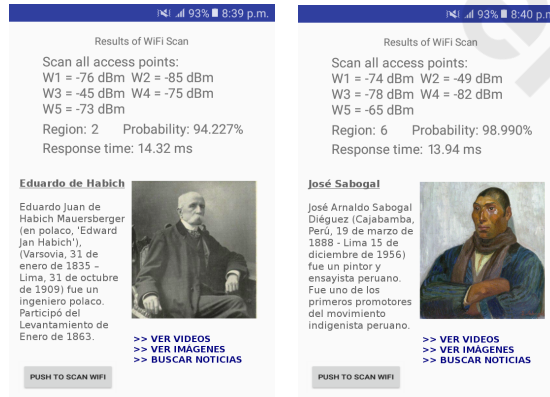 93% 8:39 p.m.
Results of WiFi Scan
Scan all access points:
W1 = -76 dBm W2 = -85 dBm
W3 = -45 dBm W4 = -75 dBm
W5 = -73 dBm
Region: 2 Probability: 94.227%
Response time: 14.32 ms
Eduardo de Habich
Eduardo Juan de
Habich Mauersberger
(en polaco, 'Edward
Jan Habich'),
(Varsovia, 31 de
enero de 1835 –
Lima, 31 de octubre
de 1909) fue un
ingeniero polaco.
Participó del
Levantamiento de
Enero de 1863.
>> VER VIDEOS
>> VER IMÁGENES
>> BUSCAR NOTICIAS
PUSH TO SCAN WIFI
93% 8:40 p.m
Results of WiFi Scan
Scan all access points:
W1 = -74 dBm W2 = -49 dBm
W3 = -78 dBm W4 = -82 dBm
W5 = -65 dBm
Region: 6 Probability: 98.990%
Response time: 13.94 ms
José Sabogal
José Arnaldo Sabogal
Diéguez (Cajabamba,
Perú, 19 de marzo de
1888 - Lima 15 de
diciembre de 1956)
fue un pintor y
ensayista peruano.
Fue uno de los
primeros promotores
del movimiento
indigenista peruano.
>> VER VIDEOS
>> VER IMÁGENES
>> BUSCAR NOTICIAS
PUSH TO SCAN WIFI